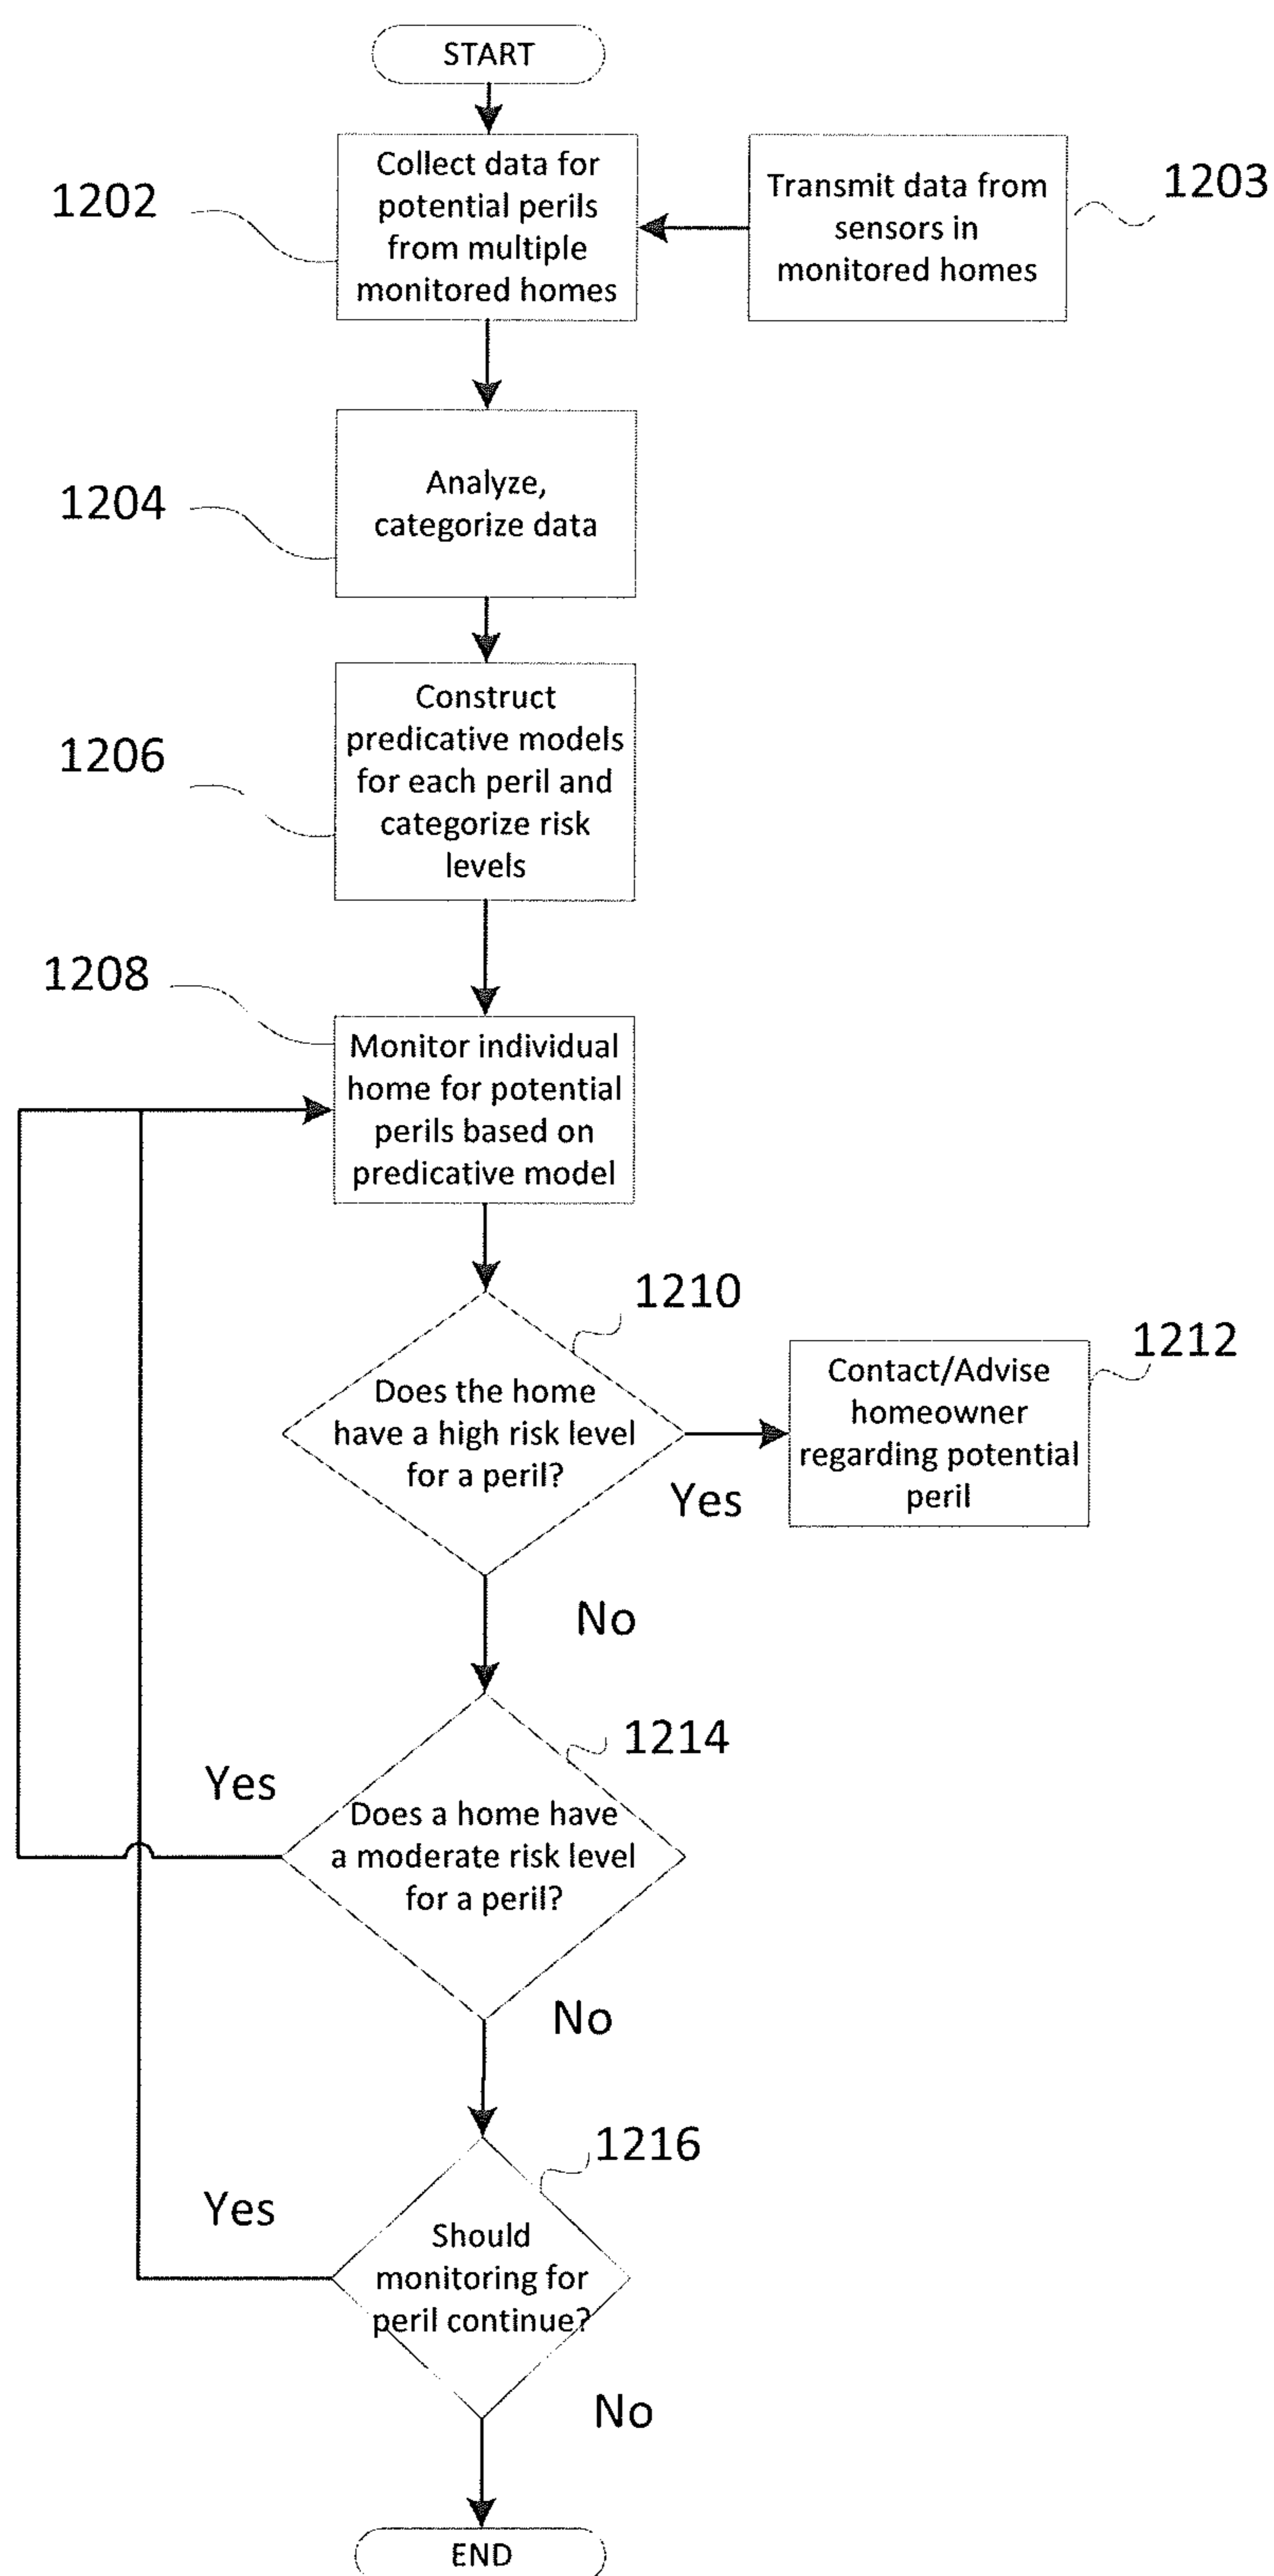 START
1202
Collect data for
potential perils
from multiple
monitored homes
Transmit data from
sensors in
monitored homes
1203
1204
Analyze,
categorize data
1206
Construct
predicative models
for each peril and
categorize risk
levels
1208
Monitor individual
home for potential
perils based on
predicative model
1210
Does the home
have a high risk level
for a peril?
Yes
1212
Contact/Advise
homeowner
regarding potential
peril
No
1214
Yes
Does a home have
a moderate risk level
for a peril?
No
1216
Yes
Should
monitoring for
peril continue?
No
END